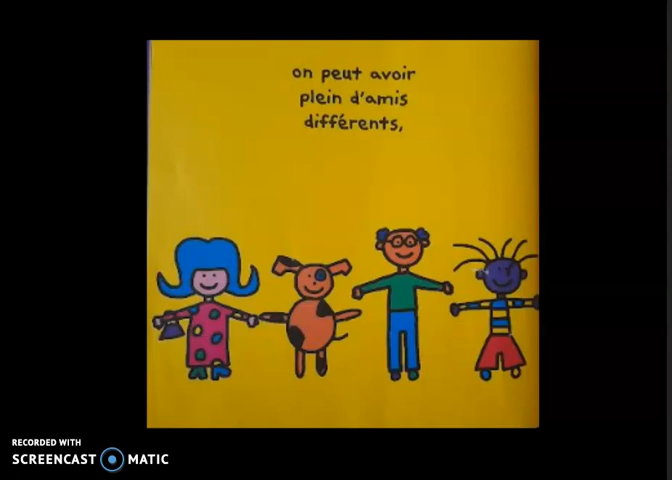 on peut avoir
plein d'amis
différents,
RECORDED WITH
SCREENCAST MATIC